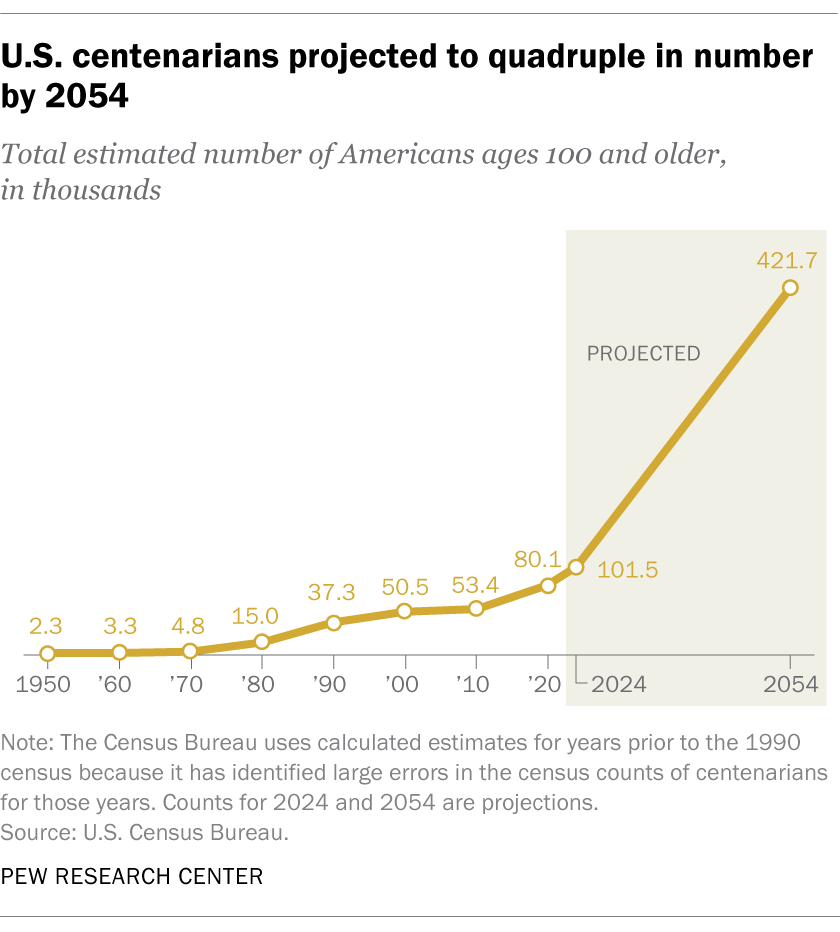 U.S. centenarians projected to quadruple in number
by 2054
Total estimated number of Americans ages 100 and older,
in thousands
421.7
PROJECTED
80.1
101.5
37.3
50.5
53.4
2.3
3.3
4.8
15.0
1950
’60
’70
’80
’90
’00
’10
’20
2024
2054
Note: The Census Bureau uses calculated estimates for years prior to the 1990
census because it has identified large errors in the census counts of centenarians
for those years. Counts for 2024 and 2054 are projections.
Source: U.S. Census Bureau.
PEW RESEARCH CENTER